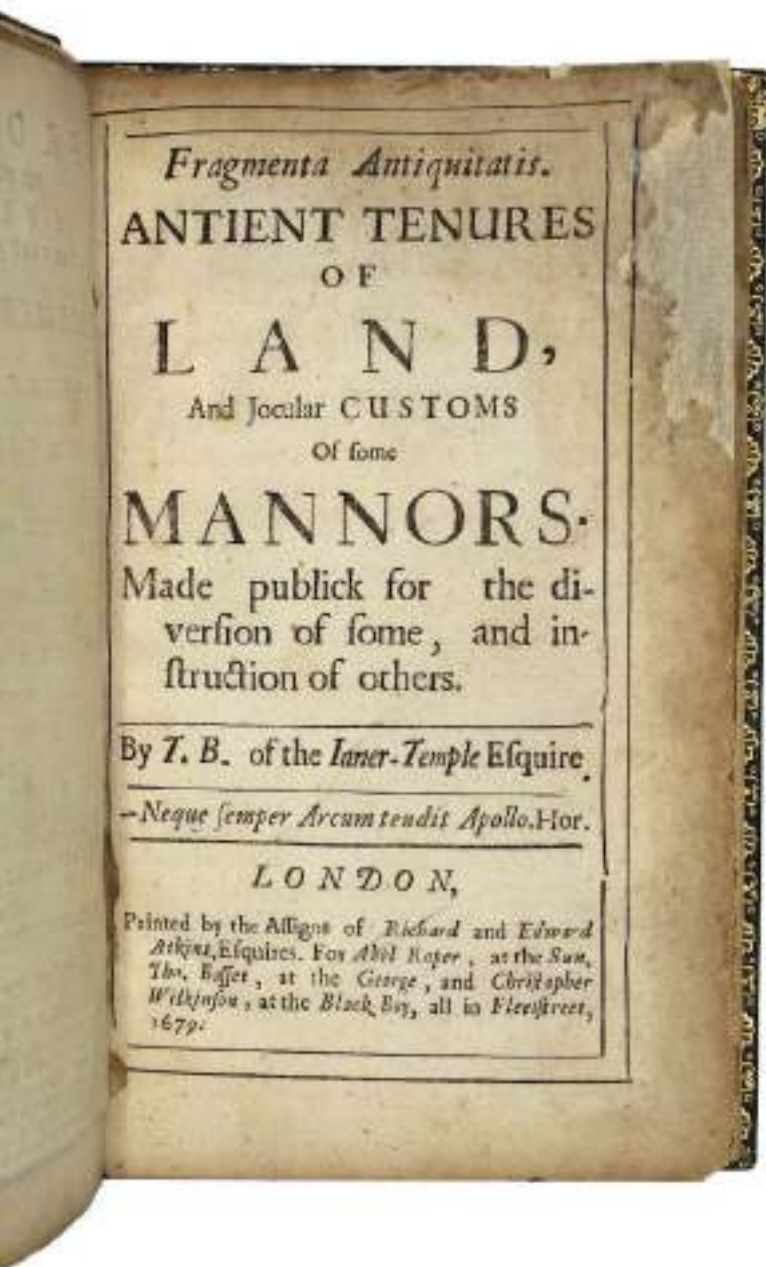 Fragmenta Antiquitatis.
ANTIENT TENURES
OF
LAND,
And Jocular CUSTOMS
Of ſome
MANNORS.
Made publick for the di-
verſion of ſome, and in-
ſtruction of others.
By T. B. of the Inner-Temple Eſquire.
—Neque ſemper Arcum tendit Apollo. Hor.
LONDON,
Printed by the Aſſigns of Richard and Edward
Atkins, Eſquires. For Abel Roper, at the Sun,
Tho. Baſſet, at the George, and Chriſtopher
Wilkinſon, at the Black Boy, all in Fleetſtreet,
1679.